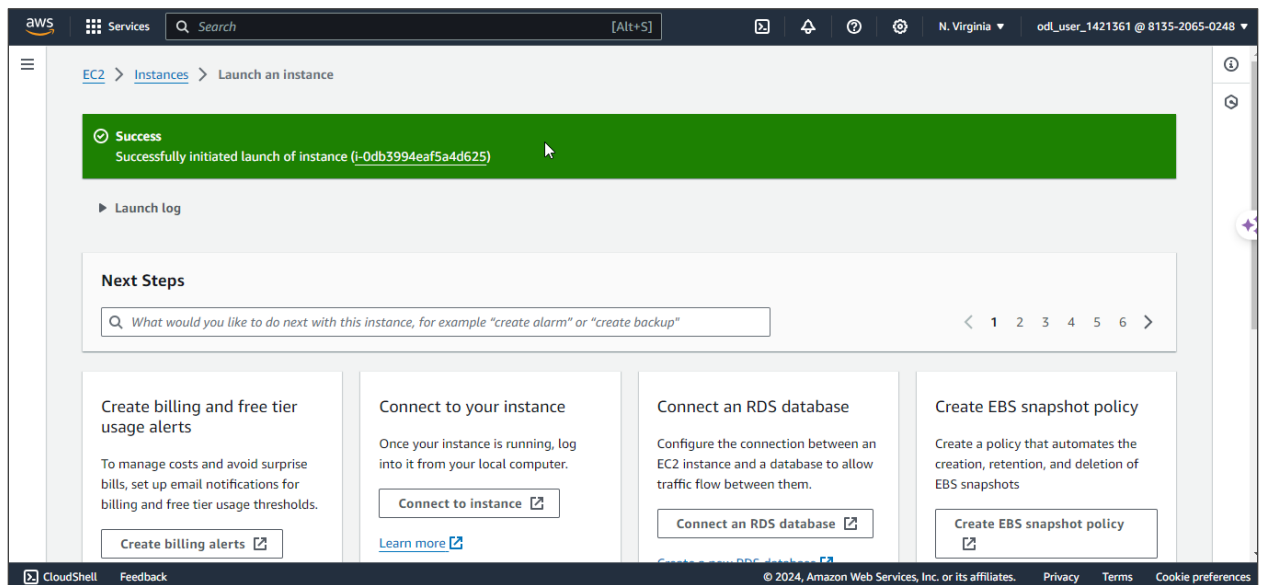 aws
Services
Search [Alt+S]
N. Virginia
odl_user_1421361 @ 8135-2065-0248
EC2 > Instances > Launch an instance
Success
Successfully initiated launch of instance (i-0db3994eaf5a4d625)
Launch log
Next Steps
What would you like to do next with this instance, for example "create alarm" or "create backup"
1 2 3 4 5 6
Create billing and free tier
usage alerts
To manage costs and avoid surprise
bills, set up email notifications for
billing and free tier usage thresholds.
Create billing alerts
Connect to your instance
Once your instance is running, log
into it from your local computer.
Connect to instance
Learn more
Connect an RDS database
Configure the connection between an
EC2 instance and a database to allow
traffic flow between them.
Connect an RDS database
Create a new RDS database
Create EBS snapshot policy
Create a policy that automates the
creation, retention, and deletion of
EBS snapshots
Create EBS snapshot policy
CloudShell
Feedback
© 2024, Amazon Web Services, Inc. or its affiliates.
Privacy
Terms
Cookie preferences